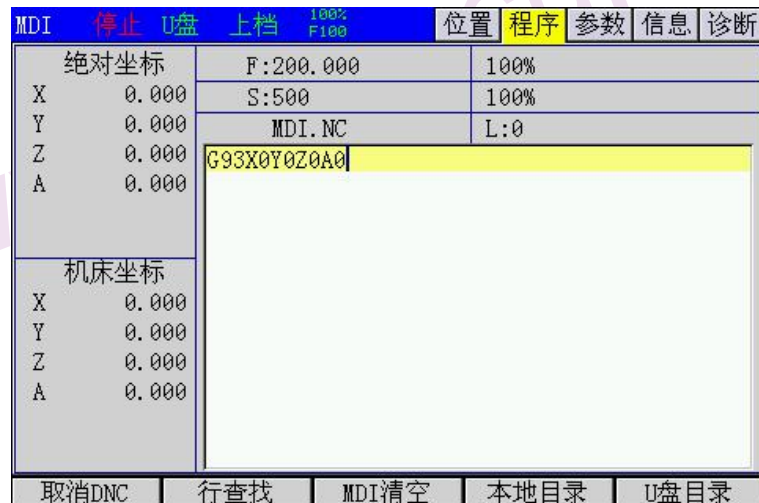 MDI 停止 U盘 上档 100% F100 位置 程序 参数 信息 诊断
绝对坐标
X 0.000
Y 0.000
Z 0.000
A 0.000
F:200.000 100%
S:500 100%
MDI.NC L:0
G93X0Y0Z0A0
机床坐标
X 0.000
Y 0.000
Z 0.000
A 0.000
取消DNC 行查找 MDI清空 本地目录 U盘目录